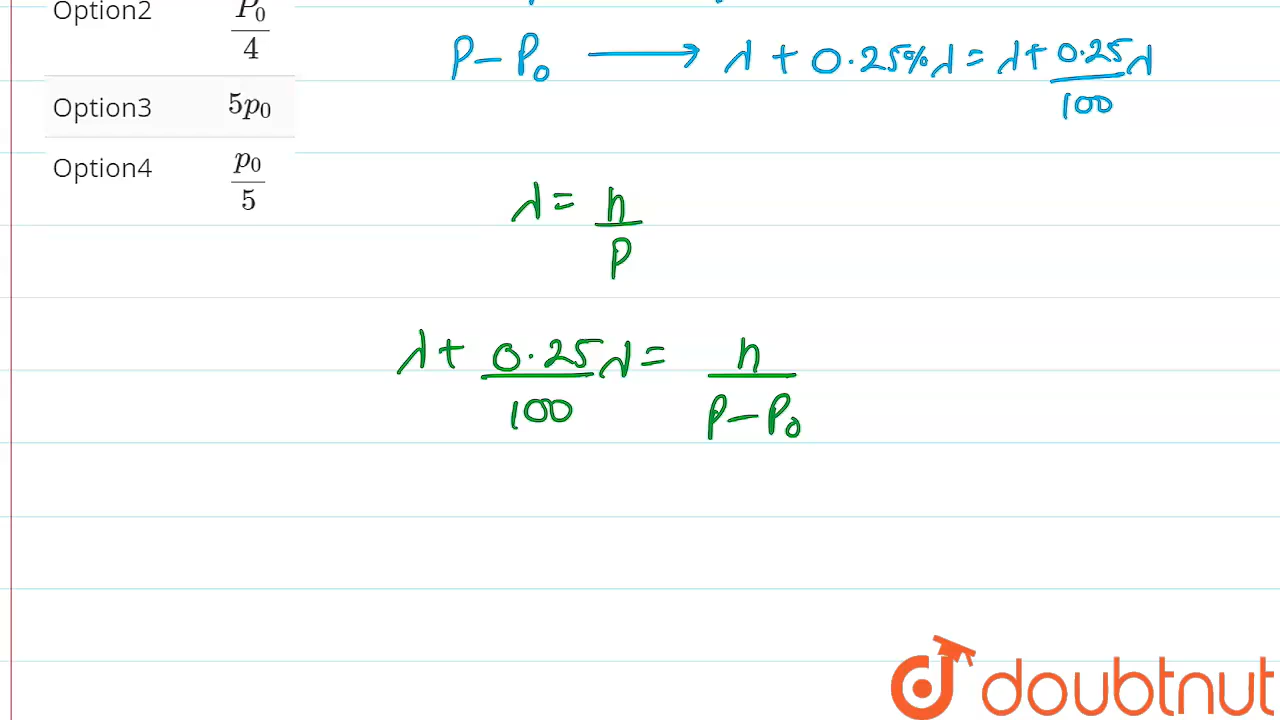 Option2 P₀/4
P - P₀ ⟶ λ + 0.25%λ = λ + 0.25/100 λ
Option3 5p₀
Option4 p₀/5
λ = h/P
λ + 0.25/100 λ = h/(P - P₀)
doubtnut